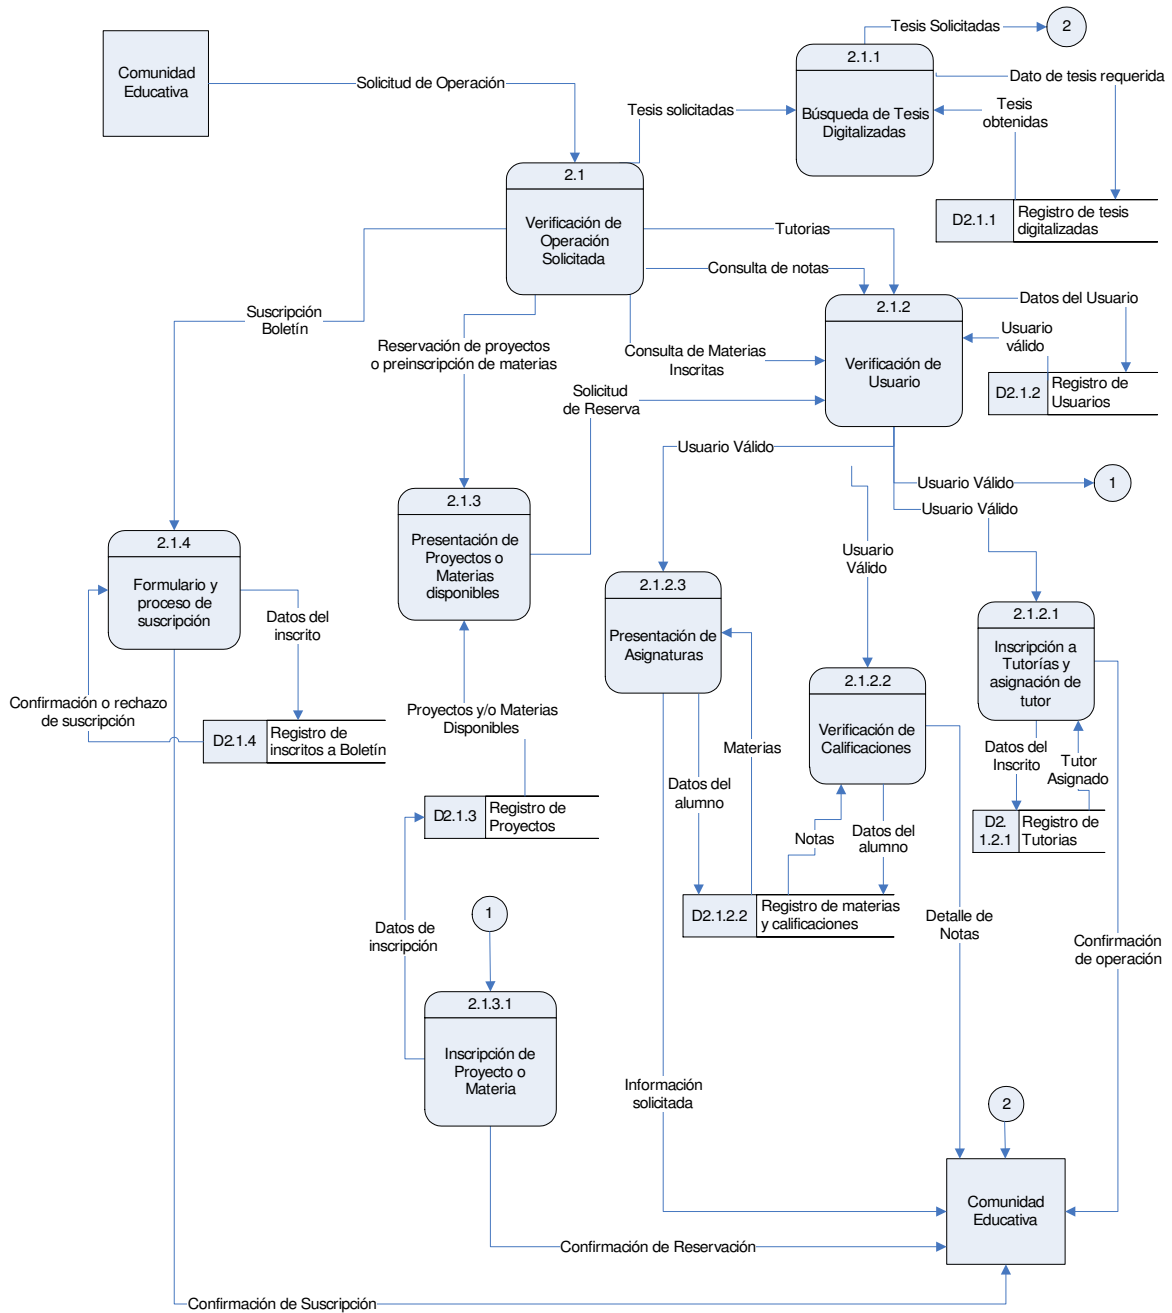 Tesis Solicitadas
2
Comunidad
Educativa
Solicitud de Operación
2.1.1
Búsqueda de Tesis
Digitalizadas
Dato de tesis requerida
Tesis solicitadas
Tesis
obtenidas
2.1
Verificación de
Operación
Solicitada
D2.1.1
Registro de tesis
digitalizadas
Tutorias
Consulta de notas
Suscripción
Boletín
2.1.2
Verificación de
Usuario
Datos del Usuario
Usuario
válido
Reservación de proyectos
o preinscripción de materias
Consulta de Materias
Inscritas
D2.1.2
Registro de
Usuarios
Solicitud
de Reserva
Usuario Válido
Usuario Válido
1
Usuario Válido
2.1.3
Presentación de
Proyectos o
Materias
disponibles
2.1.4
Formulario y
proceso de
suscripción
Usuario
Válido
2.1.2.3
Presentación de
Asignaturas
2.1.2.1
Inscripción a
Tutorías y
asignación de
tutor
Datos del
inscrito
2.1.2.2
Verificación de
Calificaciones
Confirmación o rechazo
de suscripción
Proyectos y/o Materias
Disponibles
D2.1.4
Registro de
inscritos a Boletín
Materias
Datos del
Inscrito
Tutor
Asignado
Datos del
alumno
D2.1.3
Registro de
Proyectos
D2.
1.2.1
Registro de
Tutorias
Notas
Datos del
alumno
D2.1.2.2
Registro de materias
y calificaciones
1
Datos de
inscripción
Detalle de
Notas
Confirmación
de operación
2.1.3.1
Inscripción de
Proyecto o
Materia
Información
solicitada
2
Comunidad
Educativa
Confirmación de Reservación
Confirmación de Suscripción